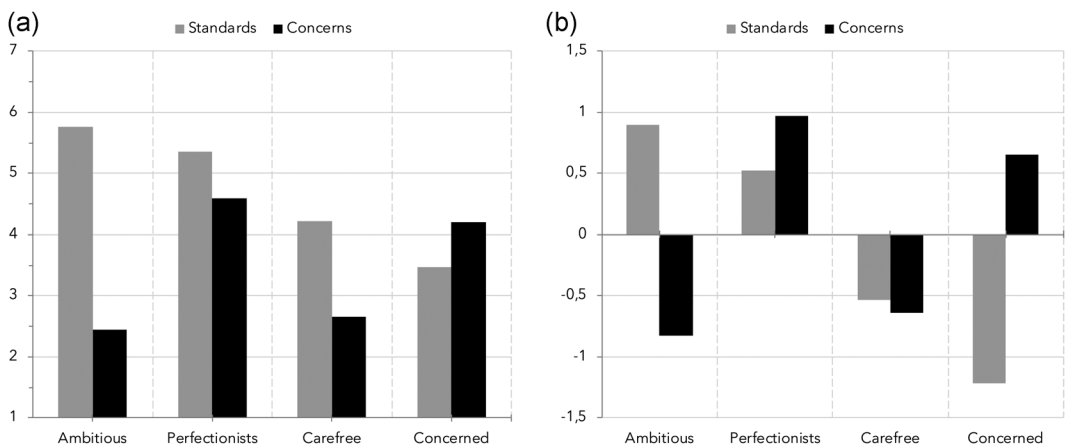 (a)
Standards Concerns
7
6
5
4
3
2
1
Ambitious Perfectionists Carefree Concerned
(b)
Standards Concerns
1,5
1
0,5
0
-0,5
-1
-1,5
Ambitious Perfectionists Carefree Concerned